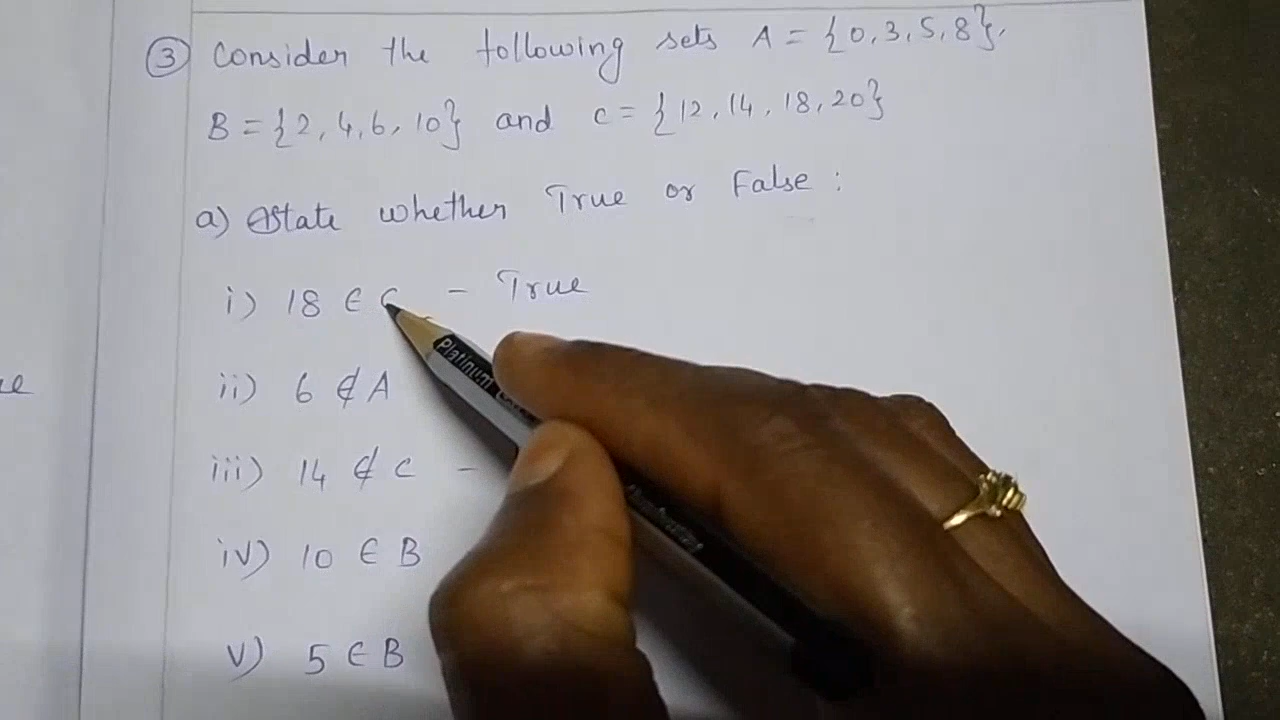 ③ Consider the following sets A = {0, 3, 5, 8},
B = {2, 4, 6, 10} and C = {12, 14, 18, 20}
a) State whether True or False :
i) 18 ∈ C - True
ii) 6 ∉ A
iii) 14 ∉ C -
iv) 10 ∈ B
v) 5 ∈ B
Platinum